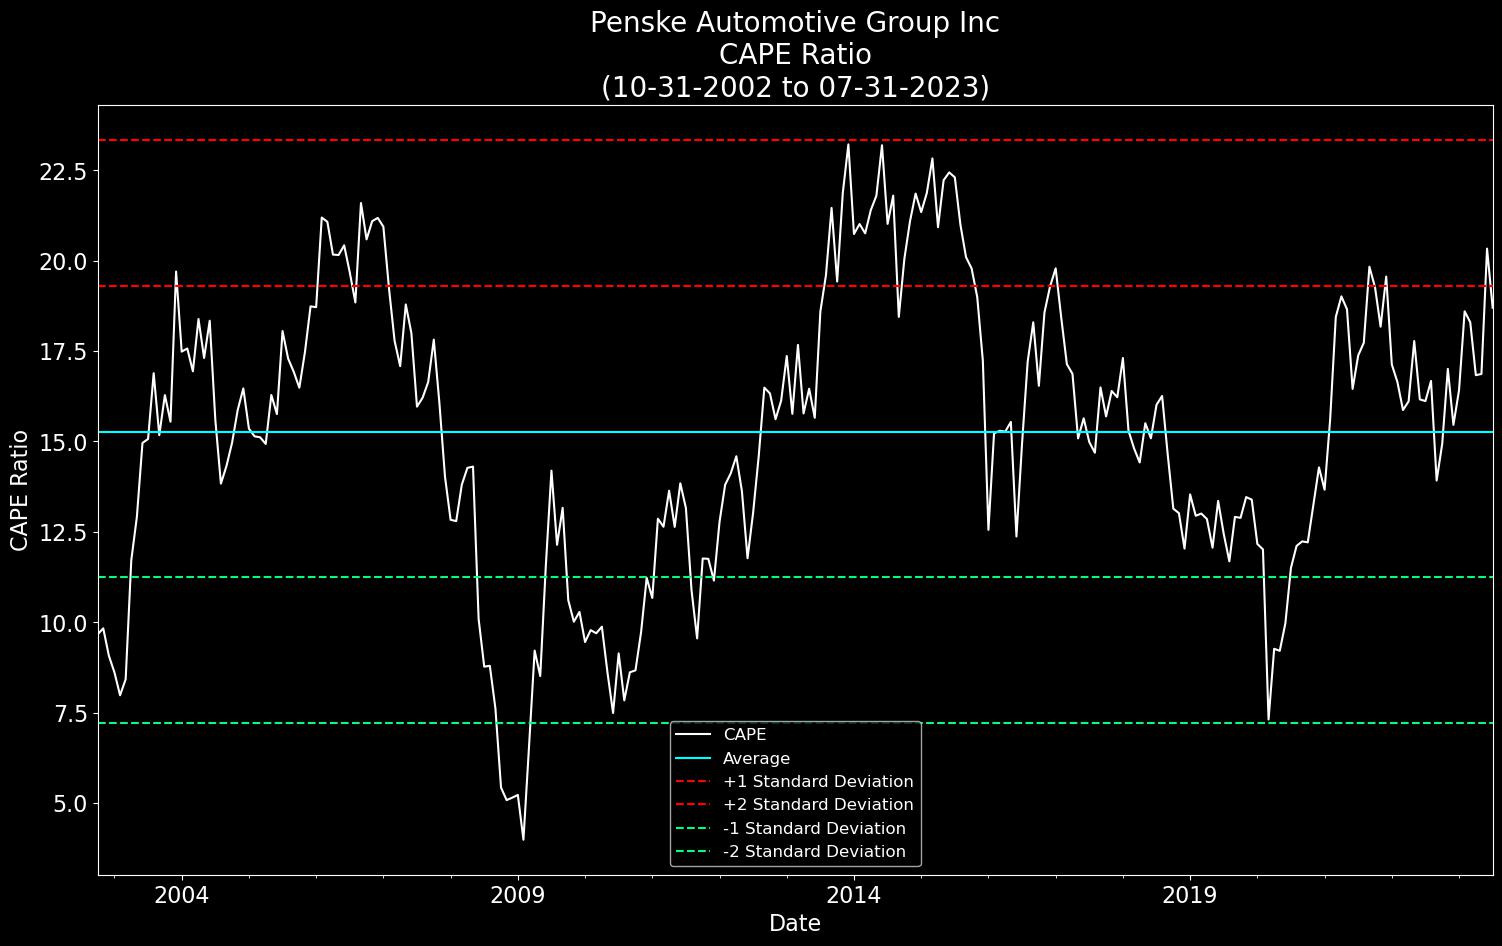 Penske Automotive Group Inc
CAPE Ratio
(10-31-2002 to 07-31-2023)
CAPE Ratio
22.5
20.0
17.5
15.0
12.5
10.0
7.5
5.0
CAPE
Average
+1 Standard Deviation
+2 Standard Deviation
-1 Standard Deviation
-2 Standard Deviation
2004 2009 2014 2019
Date